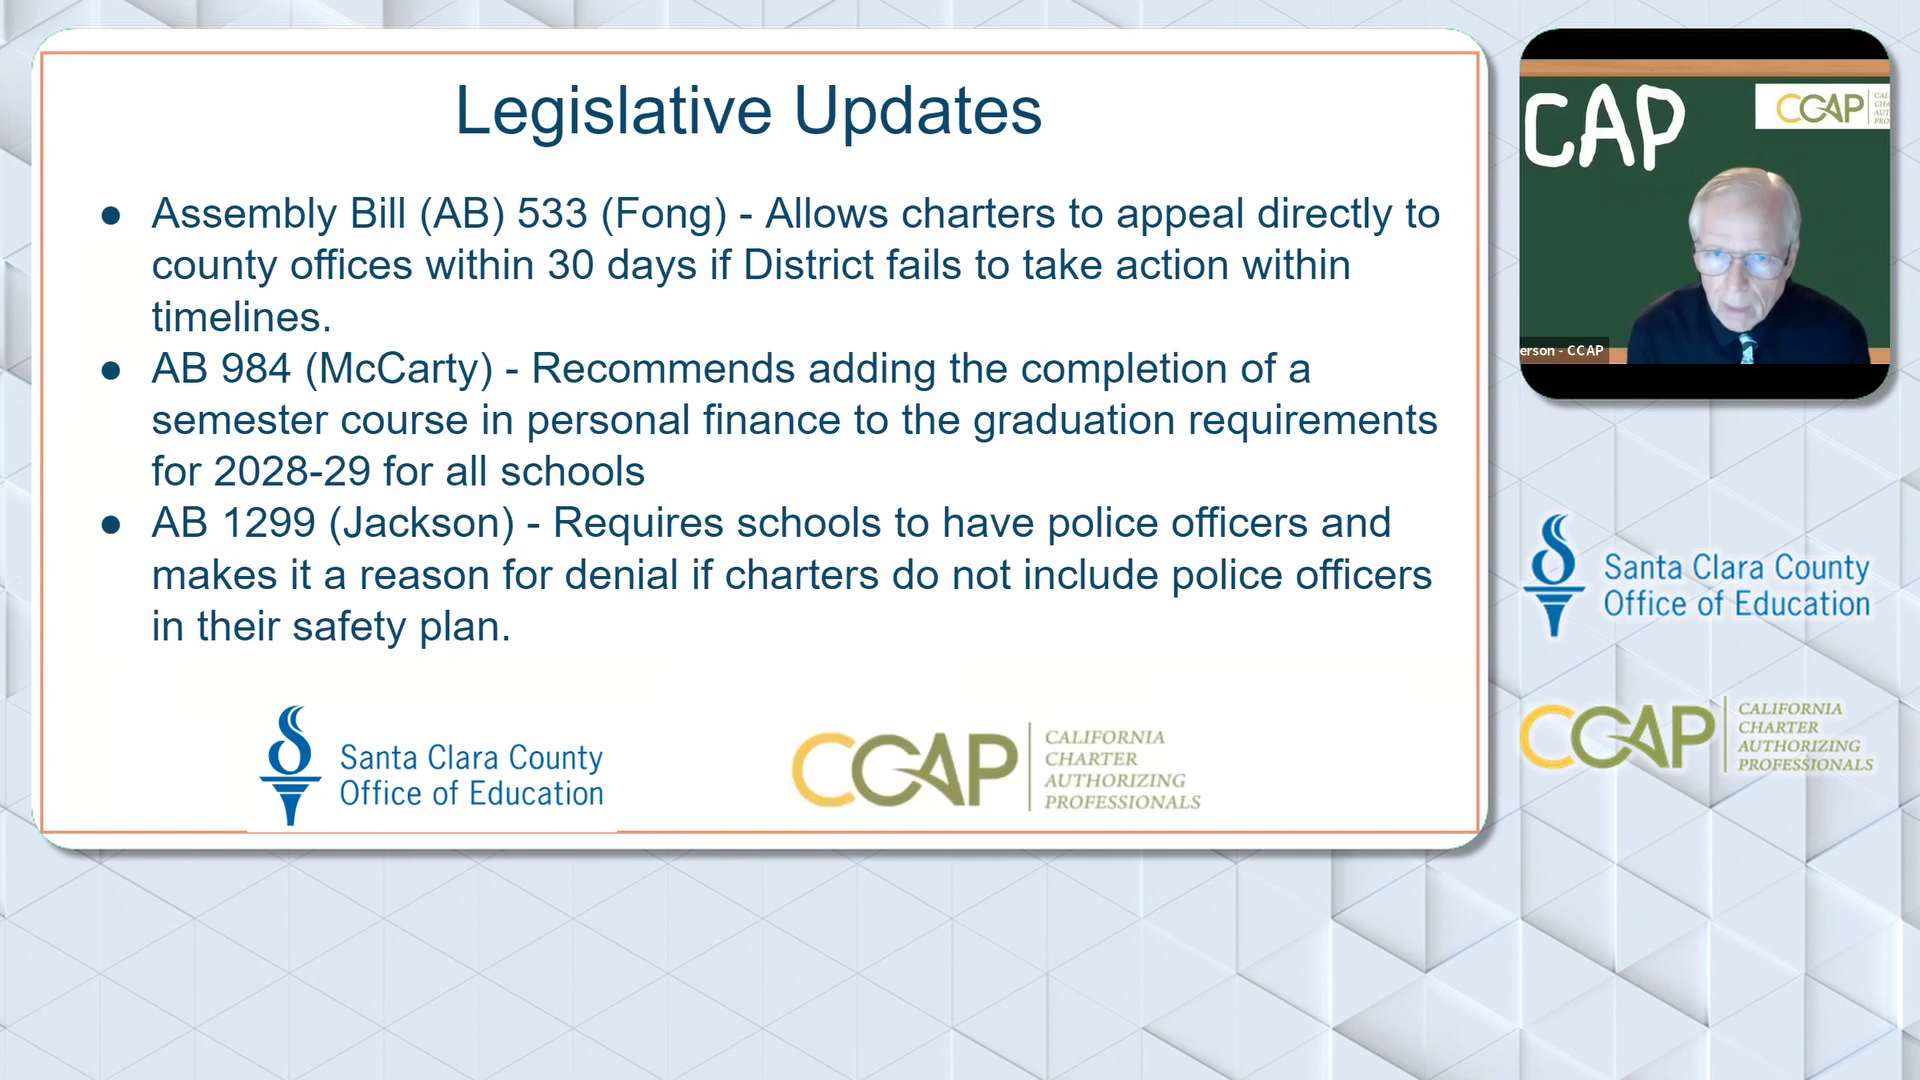 Legislative Updates
● Assembly Bill (AB) 533 (Fong) - Allows charters to appeal directly to
county offices within 30 days if District fails to take action within
timelines.
● AB 984 (McCarty) - Recommends adding the completion of a
semester course in personal finance to the graduation requirements
for 2028-29 for all schools
● AB 1299 (Jackson) - Requires schools to have police officers and
makes it a reason for denial if charters do not include police officers
in their safety plan.
Santa Clara County
Office of Education
CCAP
CALIFORNIA
CHARTER
AUTHORIZING
PROFESSIONALS
CAP
CCAP
CAL
CHA
AUT
PRO
erson - CCAP
Santa Clara County
Office of Education
CCAP
CALIFORNIA
CHARTER
AUTHORIZING
PROFESSIONALS